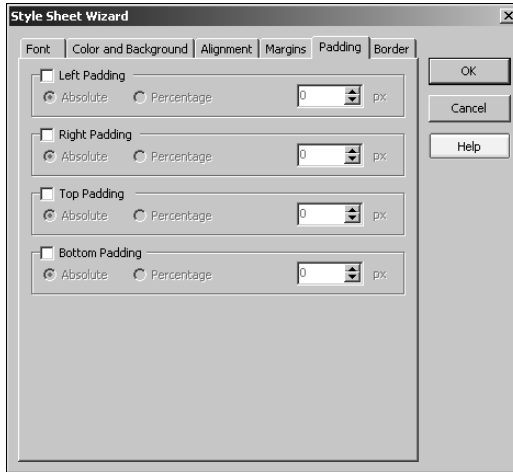 Style Sheet Wizard
Font Color and Background Alignment Margins Padding Border
Left Padding
Absolute Percentage 0 px
Right Padding
Absolute Percentage 0 px
Top Padding
Absolute Percentage 0 px
Bottom Padding
Absolute Percentage 0 px
OK
Cancel
Help